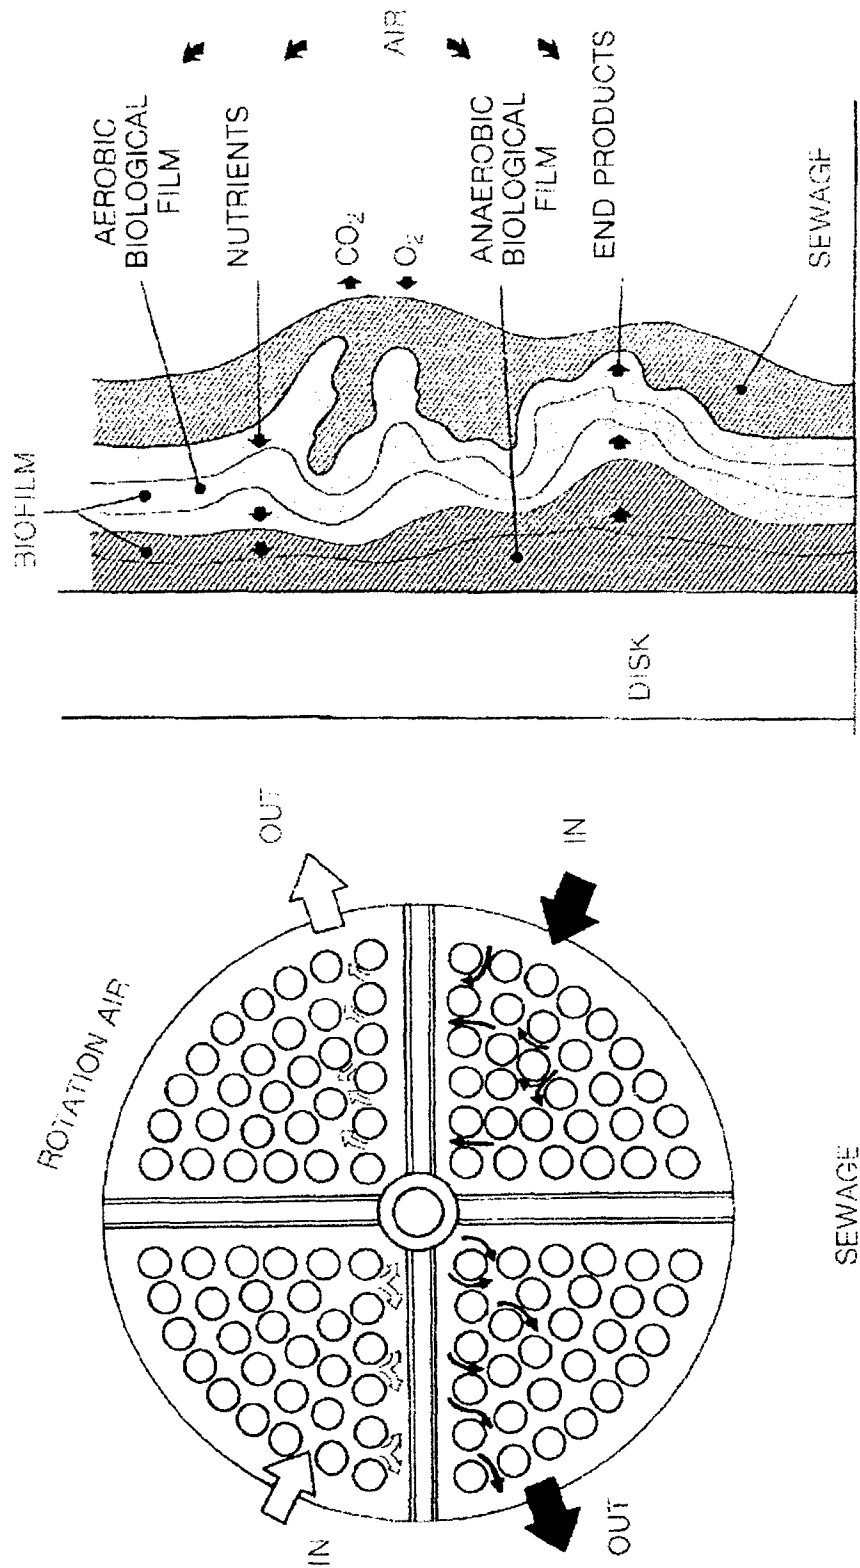 ROTATION AIR
OUT
IN
IN
OUT
SEWAGE
BIOFILM
AEROBIC
BIOLOGICAL
FILM
NUTRIENTS
CO₂
O₂
AIR
ANAEROBIC
BIOLOGICAL
FILM
END PRODUCTS
SEWAGE
DISK